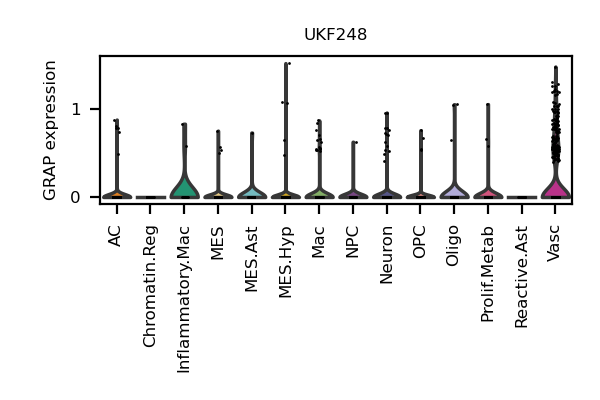 UKF248
GRAP expression
1
0
AC
Chromatin.Reg
Inflammatory.Mac
MES
MES.Ast
MES.Hyp
Mac
NPC
Neuron
OPC
Oligo
Prolif.Metab
Reactive.Ast
Vasc